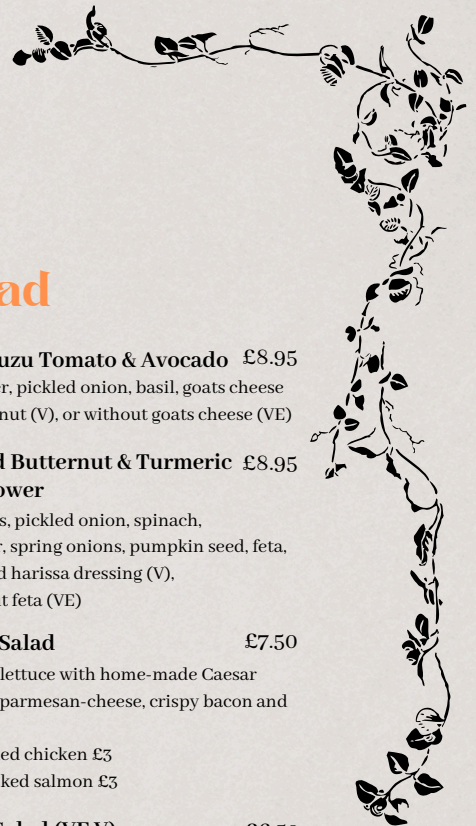 ad
uzu Tomato & Avocado £8.95
er, pickled onion, basil, goats cheese
nut (V), or without goats cheese (VE)
d Butternut & Turmeric £8.95
ower
s, pickled onion, spinach,
r, spring onions, pumpkin seed, feta,
d harissa dressing (V),
t feta (VE)
Salad £7.50
lettuce with home-made Caesar
parmesan-cheese, crispy bacon and
ed chicken £3
ked salmon £3